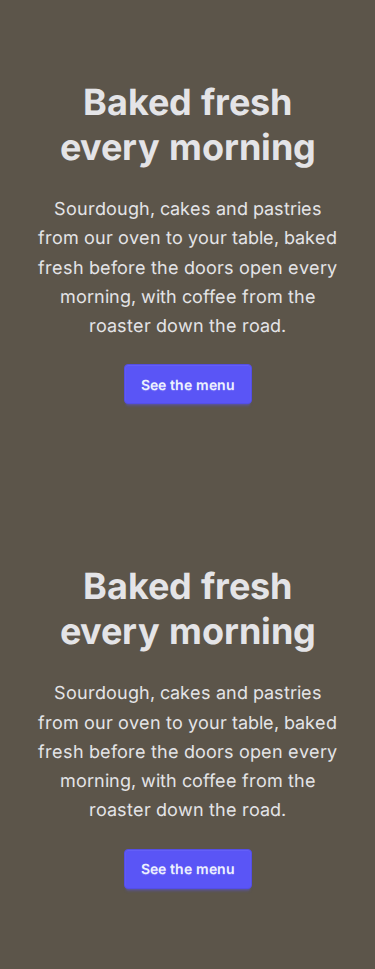 Baked fresh
every morning
Sourdough, cakes and pastries
from our oven to your table, baked
fresh before the doors open every
morning, with coffee from the
roaster down the road.
See the menu
Baked fresh
every morning
Sourdough, cakes and pastries
from our oven to your table, baked
fresh before the doors open every
morning, with coffee from the
roaster down the road.
See the menu